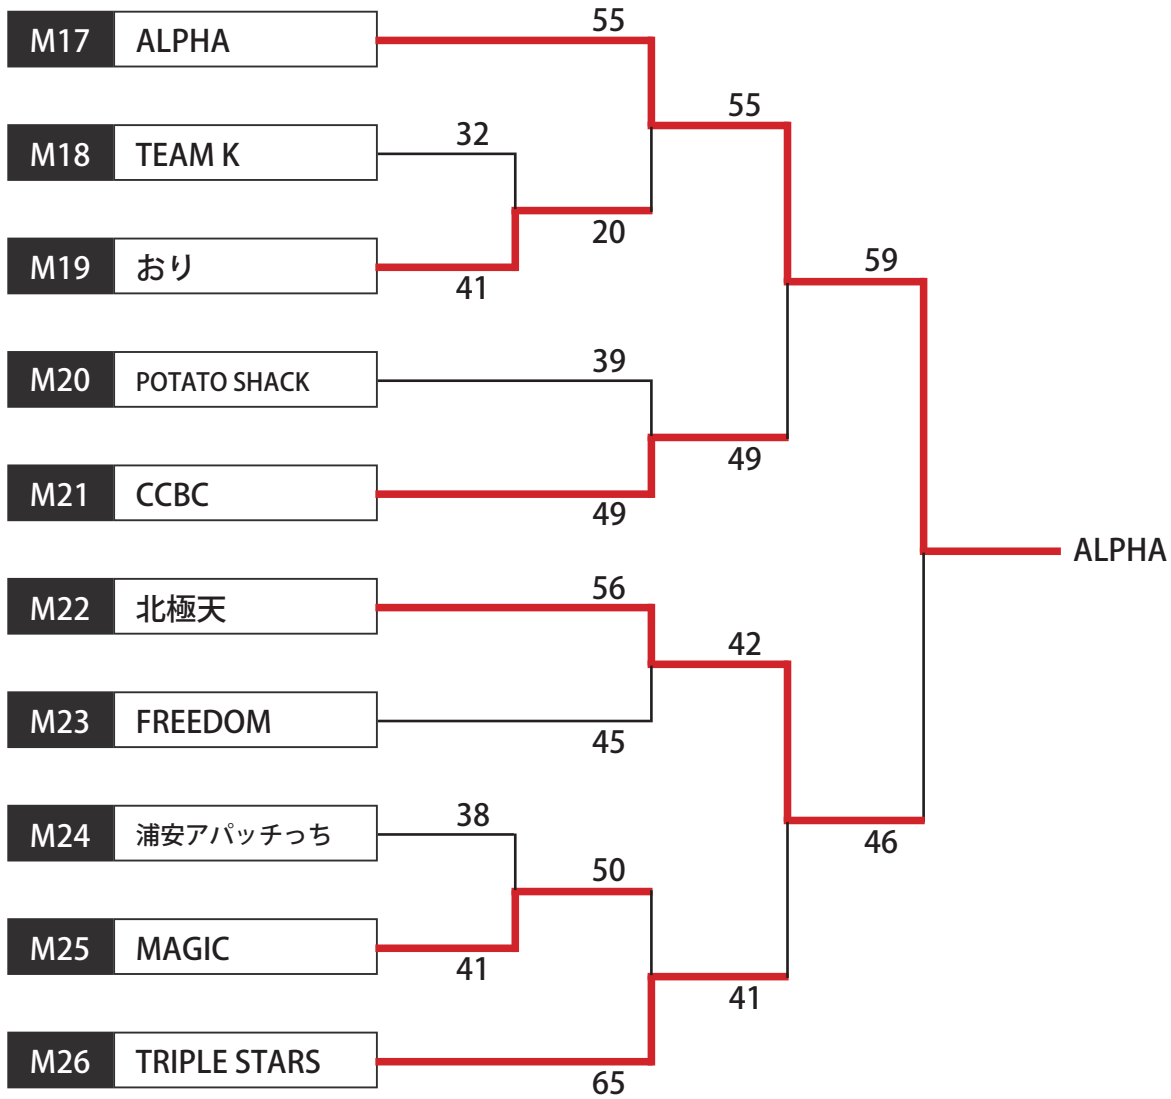 55
M17 ALPHA
55
M18 TEAM K
32
20
M19 おり
41
59
M20 POTATO SHACK
39
49
M21 CCBC
49
ALPHA
M22 北極天
56
42
M23 FREEDOM
45
M24 浦安アパッチっち
38
46
50
M25 MAGIC
41
41
M26 TRIPLE STARS
65